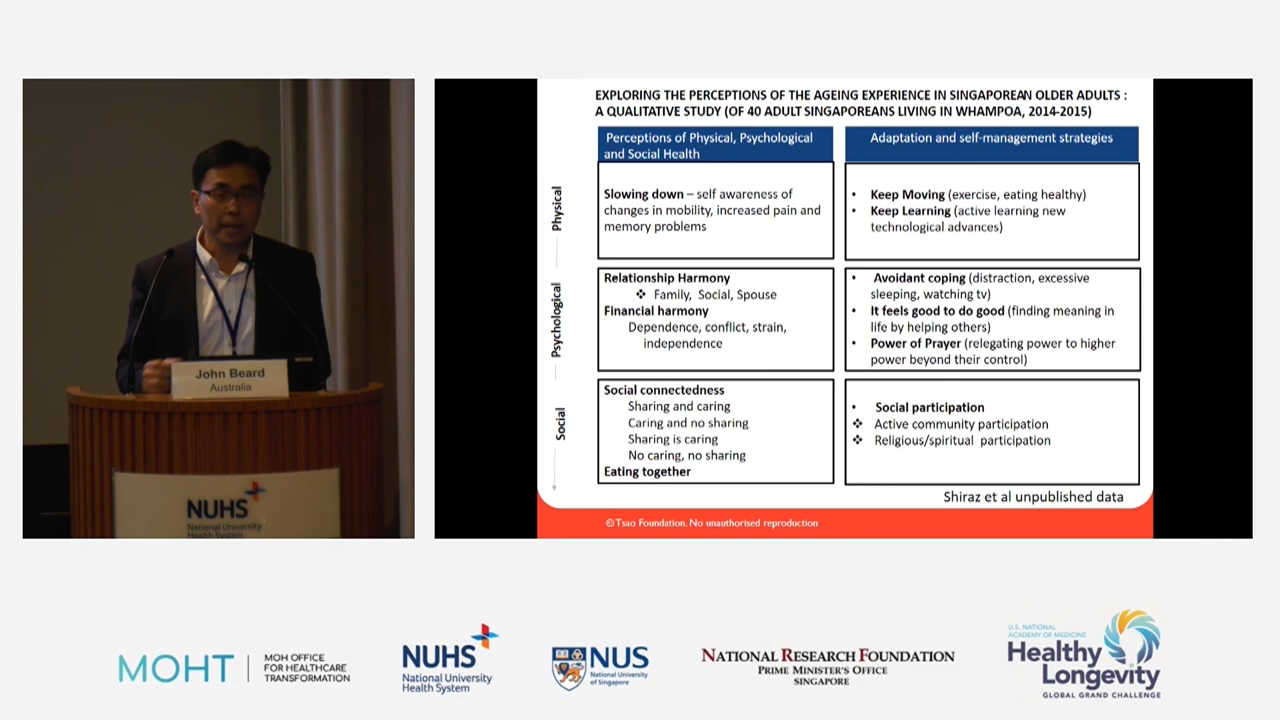 John Beard
Australia
NUHS
National University
Health System
EXPLORING THE PERCEPTIONS OF THE AGEING EXPERIENCE IN SINGAPOREAN OLDER ADULTS :
A QUALITATIVE STUDY (OF 40 ADULT SINGAPOREANS LIVING IN WHAMPOA, 2014-2015)
Perceptions of Physical, Psychological
and Social Health
Adaptation and self-management strategies
Physical
Slowing down – self awareness of
changes in mobility, increased pain and
memory problems
• Keep Moving (exercise, eating healthy)
• Keep Learning (active learning new
technological advances)
Psychological
Relationship Harmony
❖ Family, Social, Spouse
Financial harmony
Dependence, conflict, strain,
independence
• Avoidant coping (distraction, excessive
sleeping, watching tv)
• It feels good to do good (finding meaning in
life by helping others)
• Power of Prayer (relegating power to higher
power beyond their control)
Social
Social connectedness
Sharing and caring
Caring and no sharing
Sharing is caring
No caring, no sharing
Eating together
• Social participation
❖ Active community participation
❖ Religious/spiritual participation
Shiraz et al unpublished data
© Tsao Foundation. No unauthorised reproduction
MOHT
MOH OFFICE
FOR HEALTHCARE
TRANSFORMATION
NUHS
National University
Health System
NUS
National University
of Singapore
NATIONAL RESEARCH FOUNDATION
PRIME MINISTER'S OFFICE
SINGAPORE
U.S. NATIONAL
ACADEMY OF MEDICINE
Healthy
Longevity
GLOBAL GRAND CHALLENGE